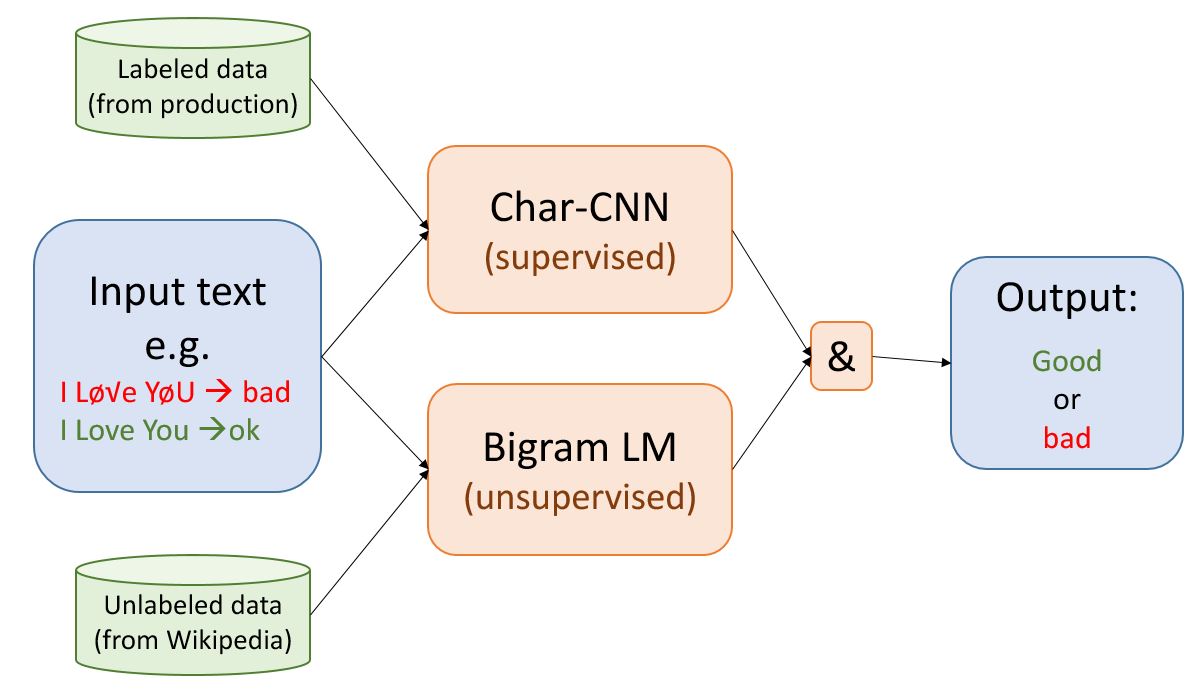 Labeled data
(from production)
Input text
e.g.
I Lø√e YøU → bad
I Love You →ok
Unlabeled data
(from Wikipedia)
Char-CNN
(supervised)
Bigram LM
(unsupervised)
&
Output:
Good
or
bad